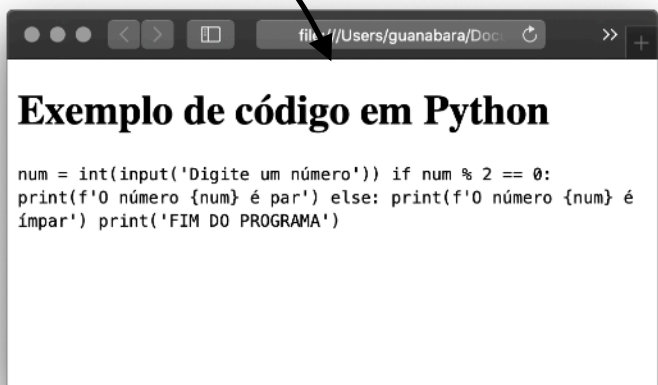 file:///Users/guanabara/Doc
Exemplo de código em Python
num = int(input('Digite um número')) if num % 2 == 0:
print(f'O número {num} é par') else: print(f'O número {num} é
ímpar') print('FIM DO PROGRAMA')